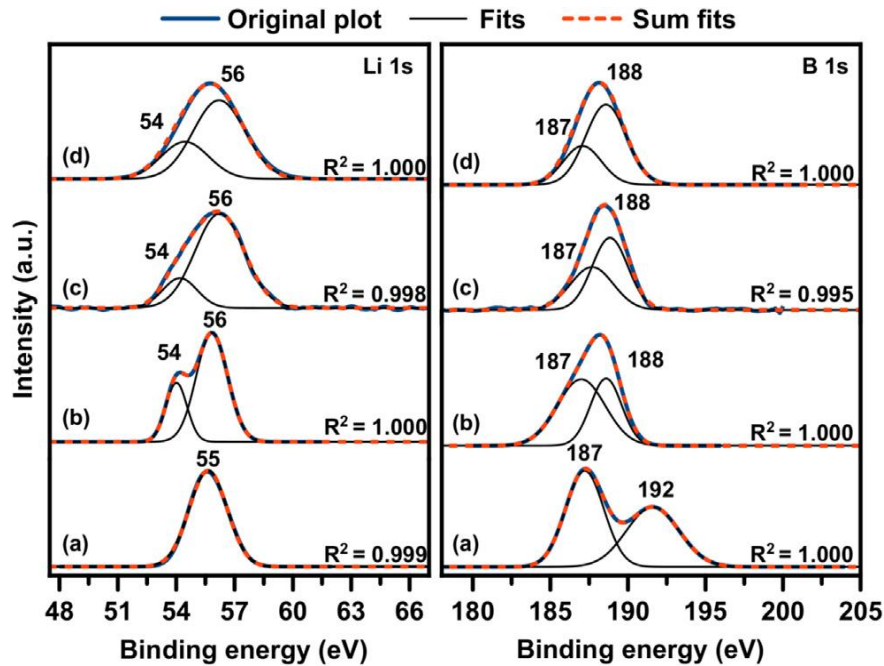 Original plot Fits Sum fits
Li 1s
56
54
(d)
R² = 1.000
56
54
(c)
R² = 0.998
56
54
(b)
R² = 1.000
55
(a)
R² = 0.999
48 51 54 57 60 63 66
Binding energy (eV)
Intensity (a.u.)
B 1s
188
187
(d)
R² = 1.000
188
187
(c)
R² = 0.995
187 188
(b)
R² = 1.000
187
192
(a)
R² = 1.000
180 185 190 195 200 205
Binding energy (eV)